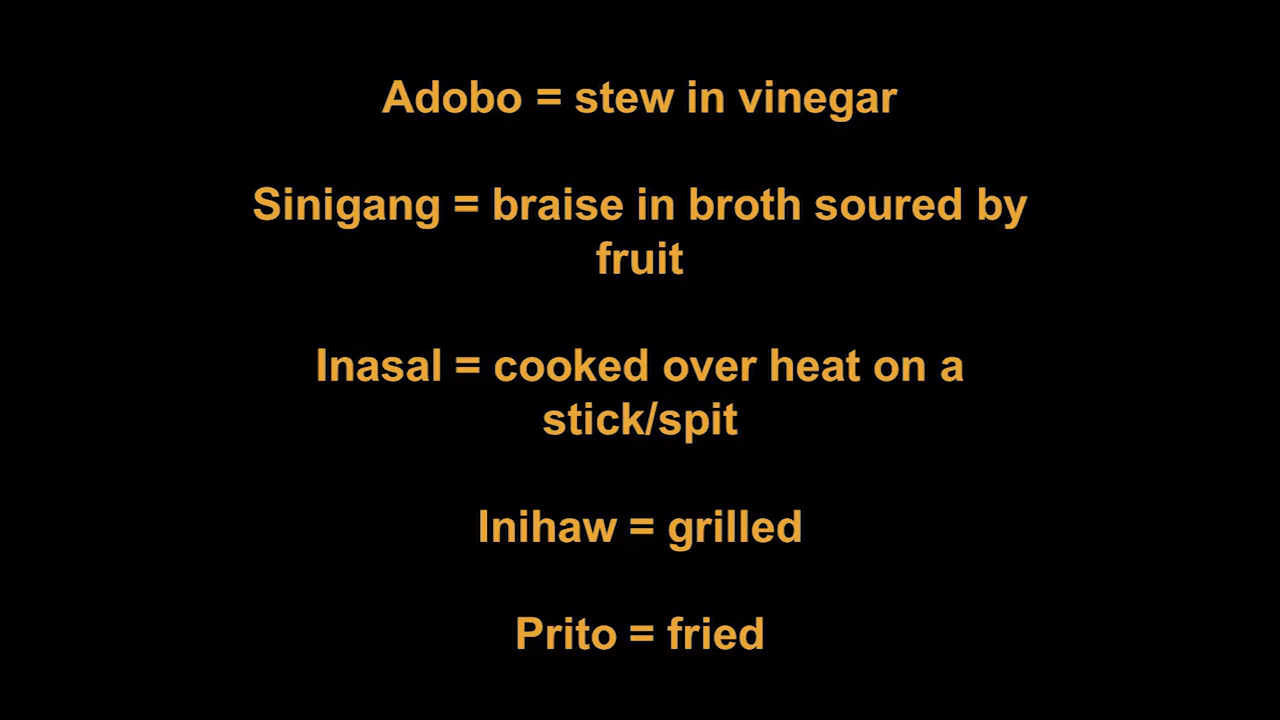 Adobo = stew in vinegar
Sinigang = braise in broth soured by
fruit
Inasal = cooked over heat on a
stick/spit
Inihaw = grilled
Prito = fried